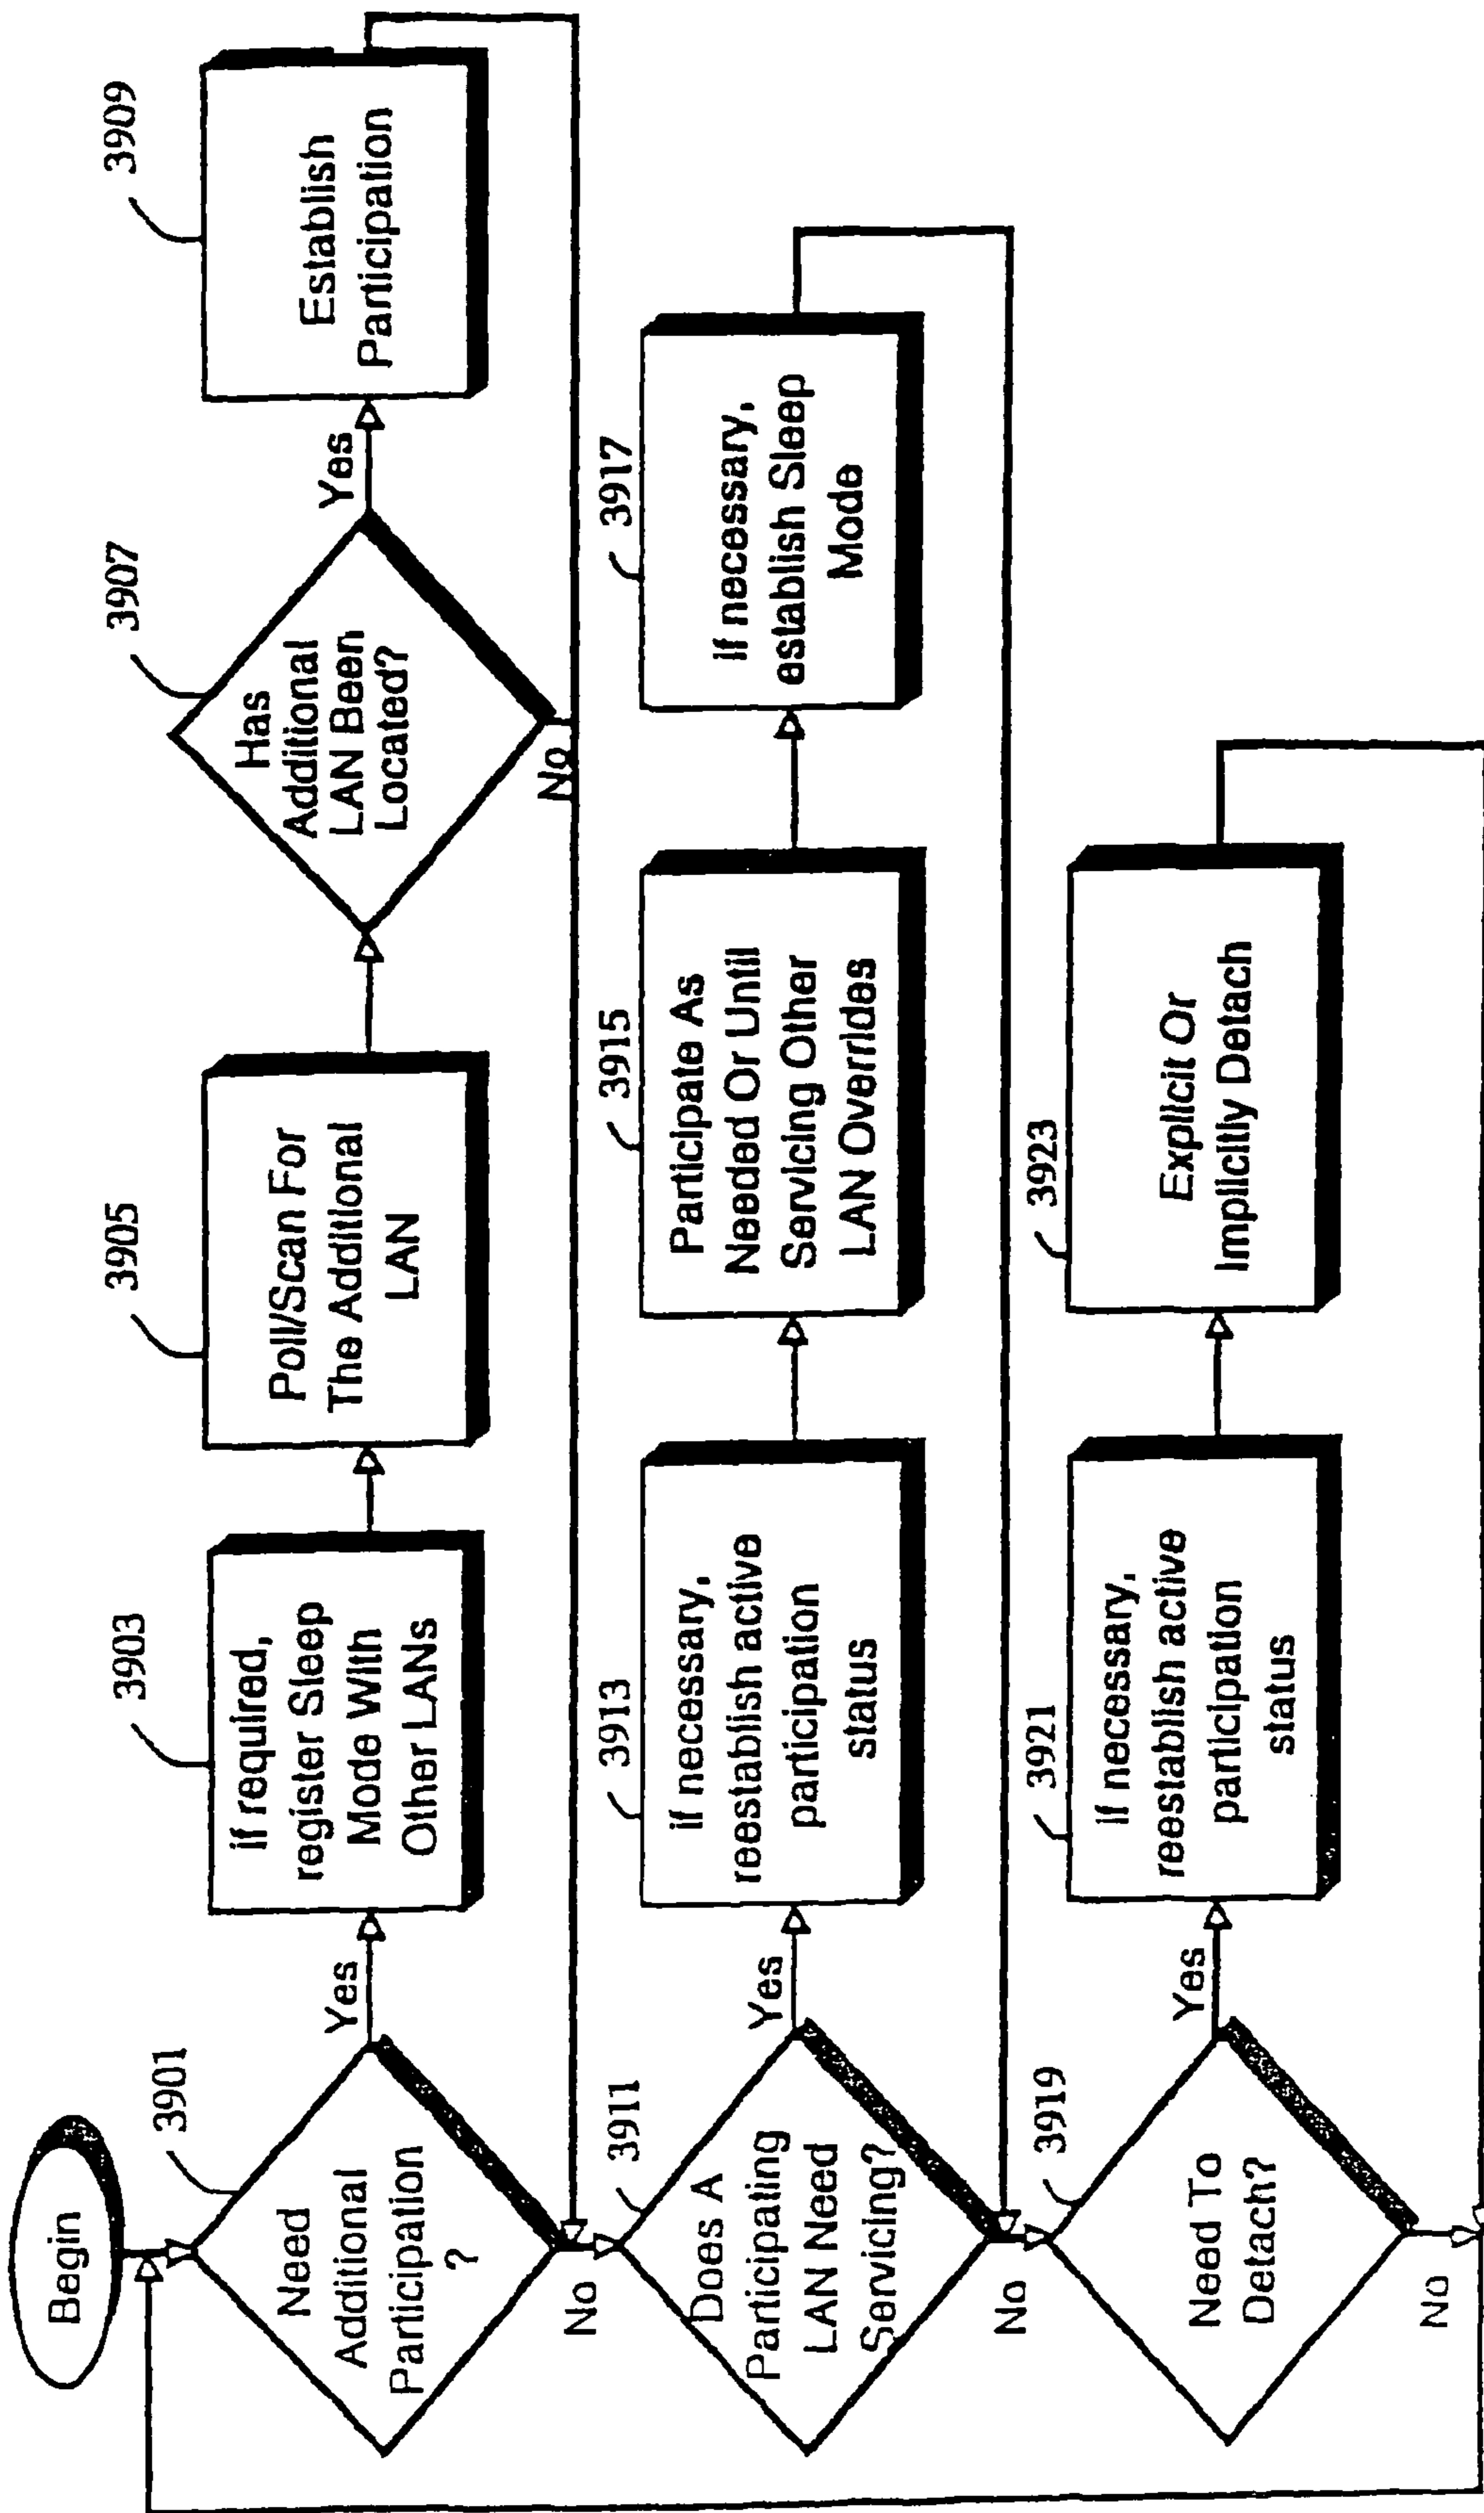 Begin
3901
Need
Additional
Participation
?
Yes
No
3903
If required,
register Sleep
Mode With
Other LANs
3905
Poll/Scan For
The Additional
LAN
3907
Has
Additional
LAN Been
Located?
Yes
No
3909
Establish
Participation
3911
Does A
Participating
LAN Need
Servicing?
Yes
No
3913
If necessary,
reestablish active
participation
status
3915
Participate As
Needed Or Until
Servicing Other
LAN Overrides
3917
If necessary,
establish Sleep
Mode
3919
Need To
Detach?
Yes
No
3921
If necessary,
reestablish active
participation
status
3923
Explicit Or
Implicitly Detach